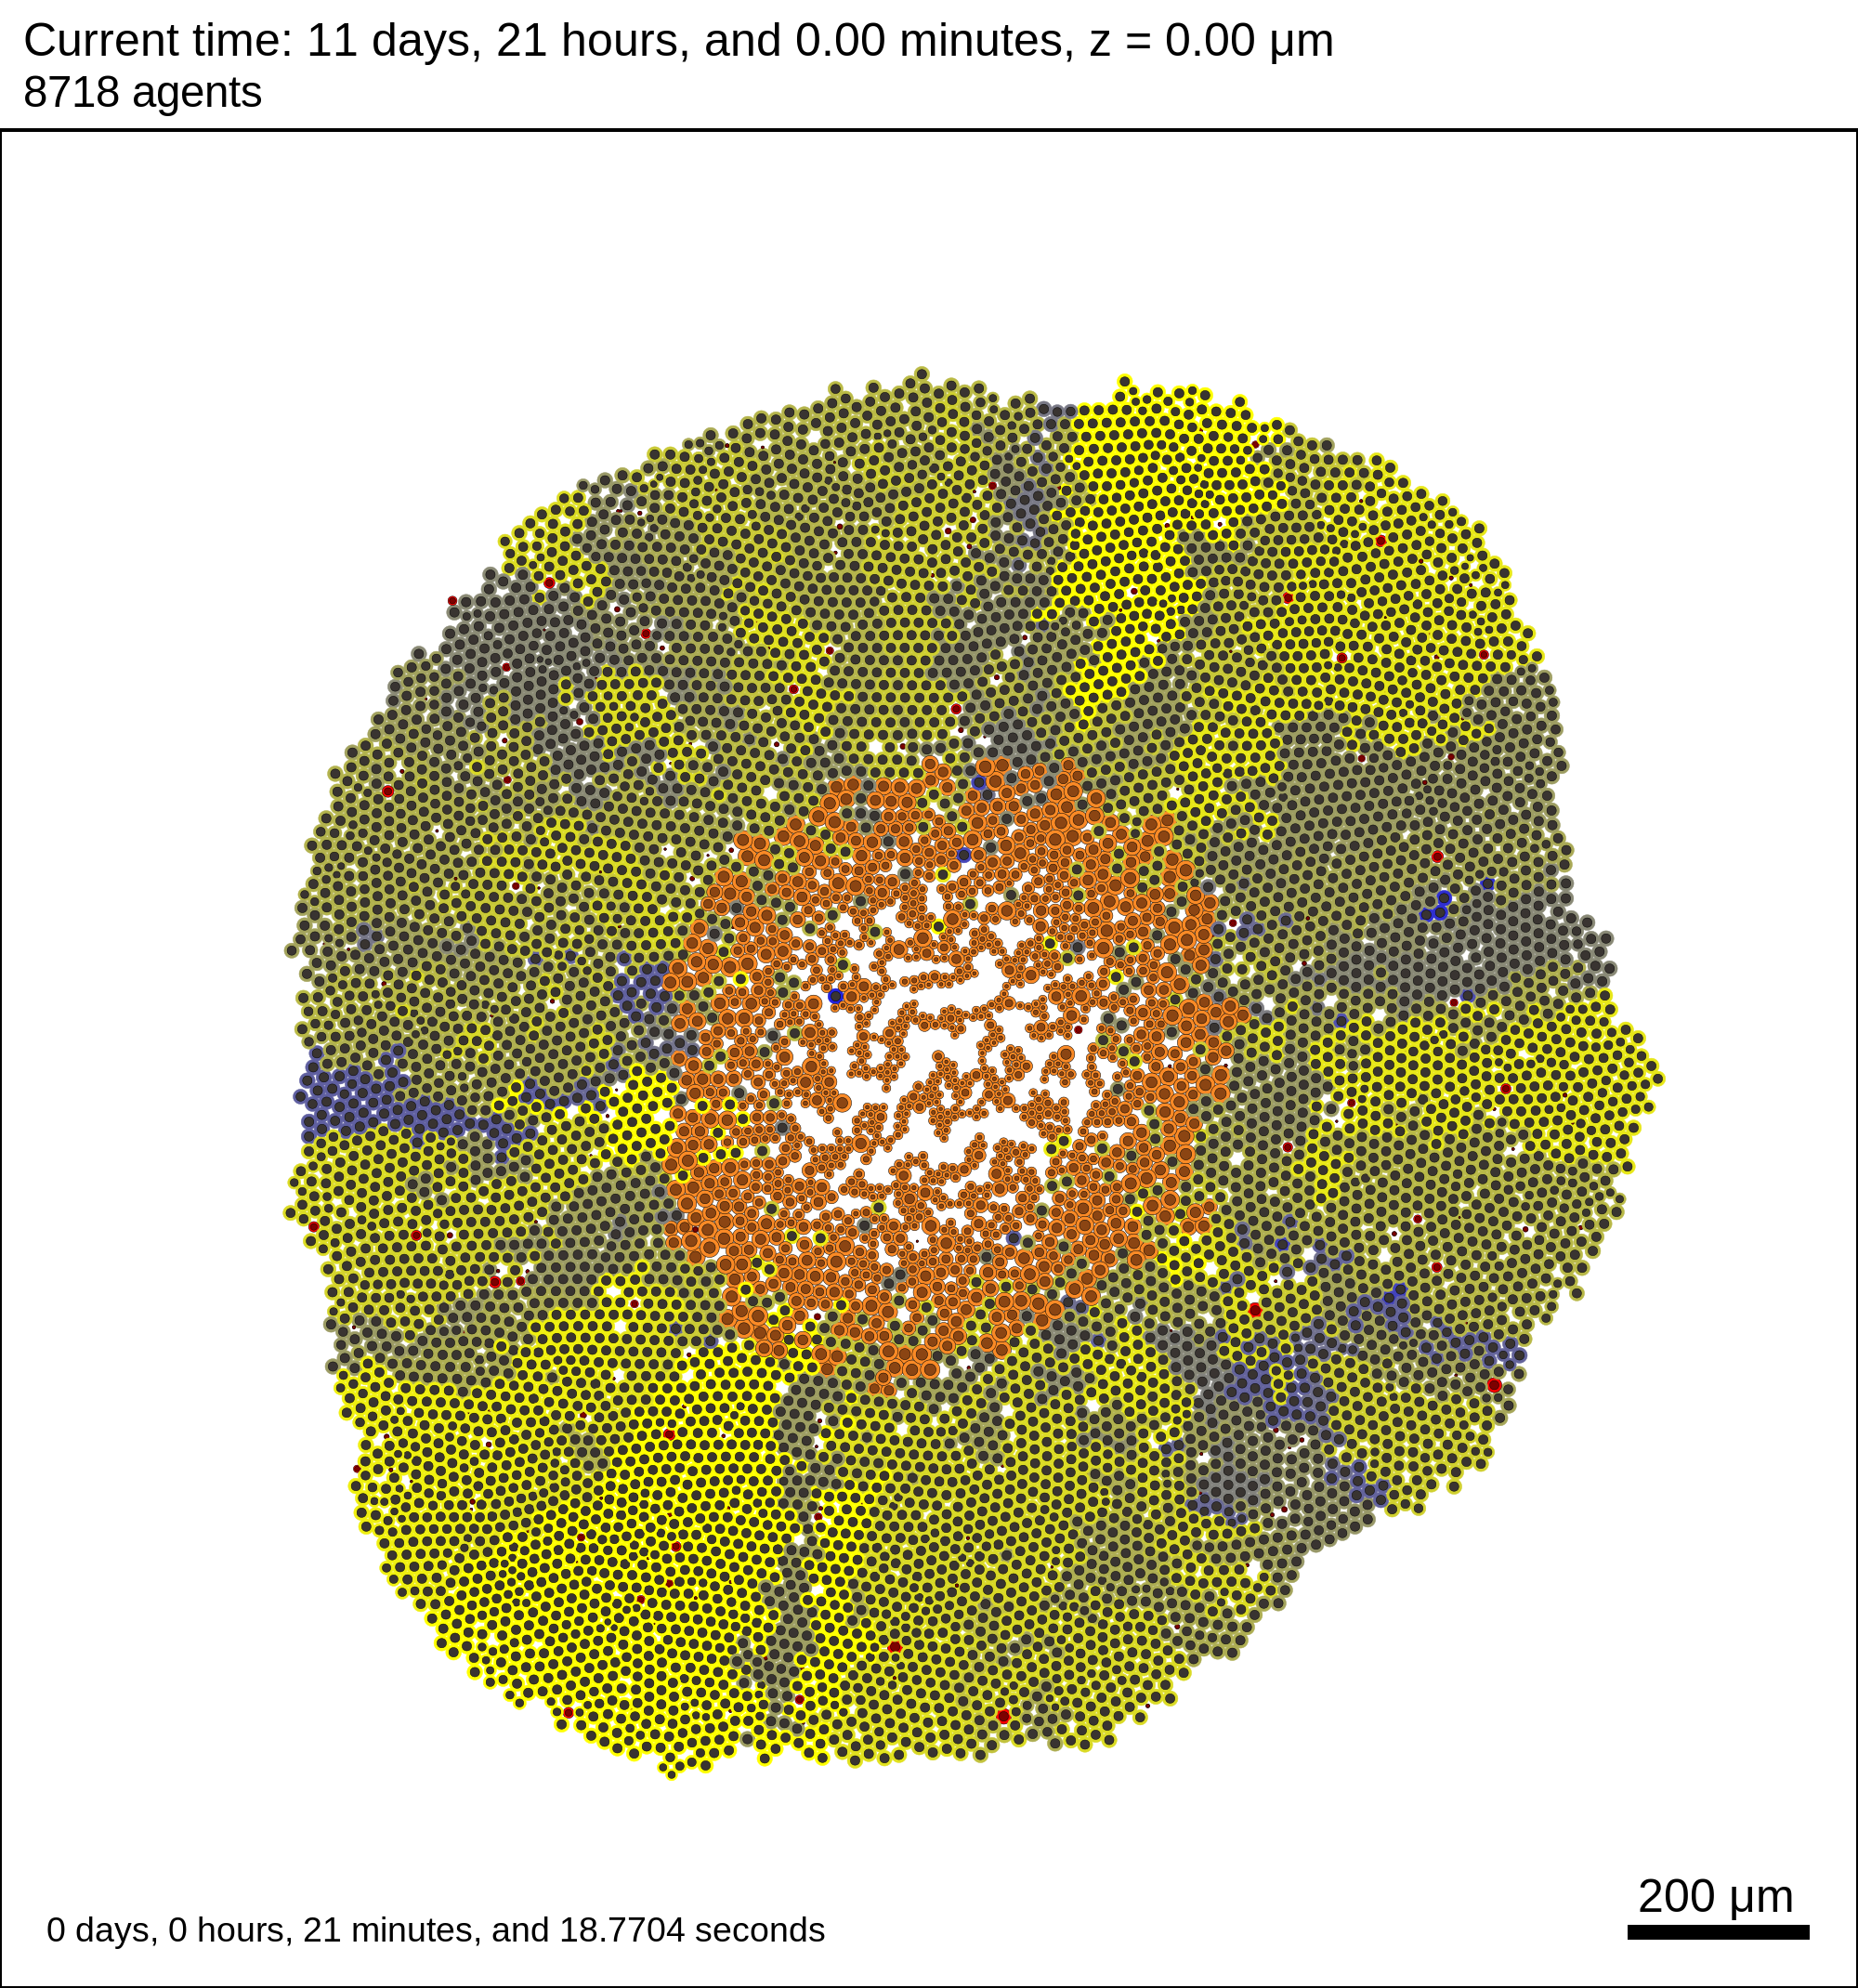 Current time: 11 days, 21 hours, and 0.00 minutes, z = 0.00 μm
8718 agents
200 μm
0 days, 0 hours, 21 minutes, and 18.7704 seconds